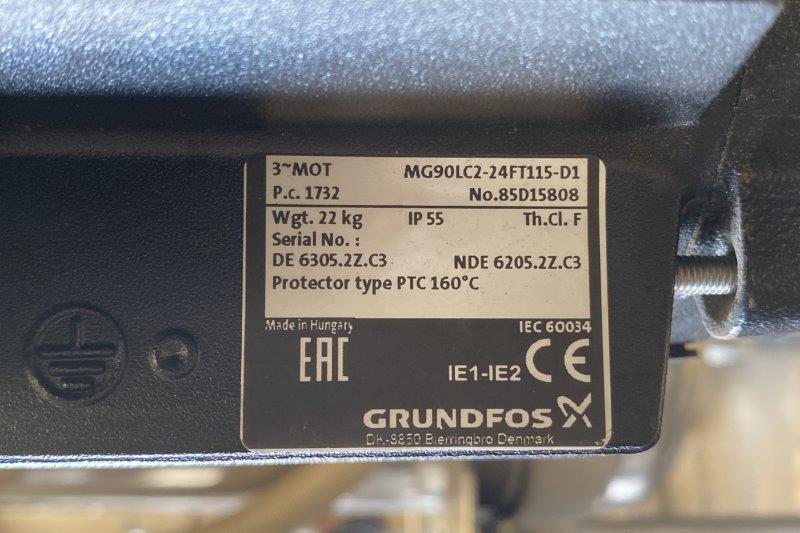 3~MOT MG90LC2-24FT115-D1
P.c. 1732 No.85D15808
Wgt. 22 kg IP 55 Th.Cl. F
Serial No. :
DE 6305.2Z.C3 NDE 6205.2Z.C3
Protector type PTC 160°C
Made in Hungary IEC 60034
EAC IE1-IE2 CE
GRUNDFOS
DK-8850 Bjerringbro Denmark